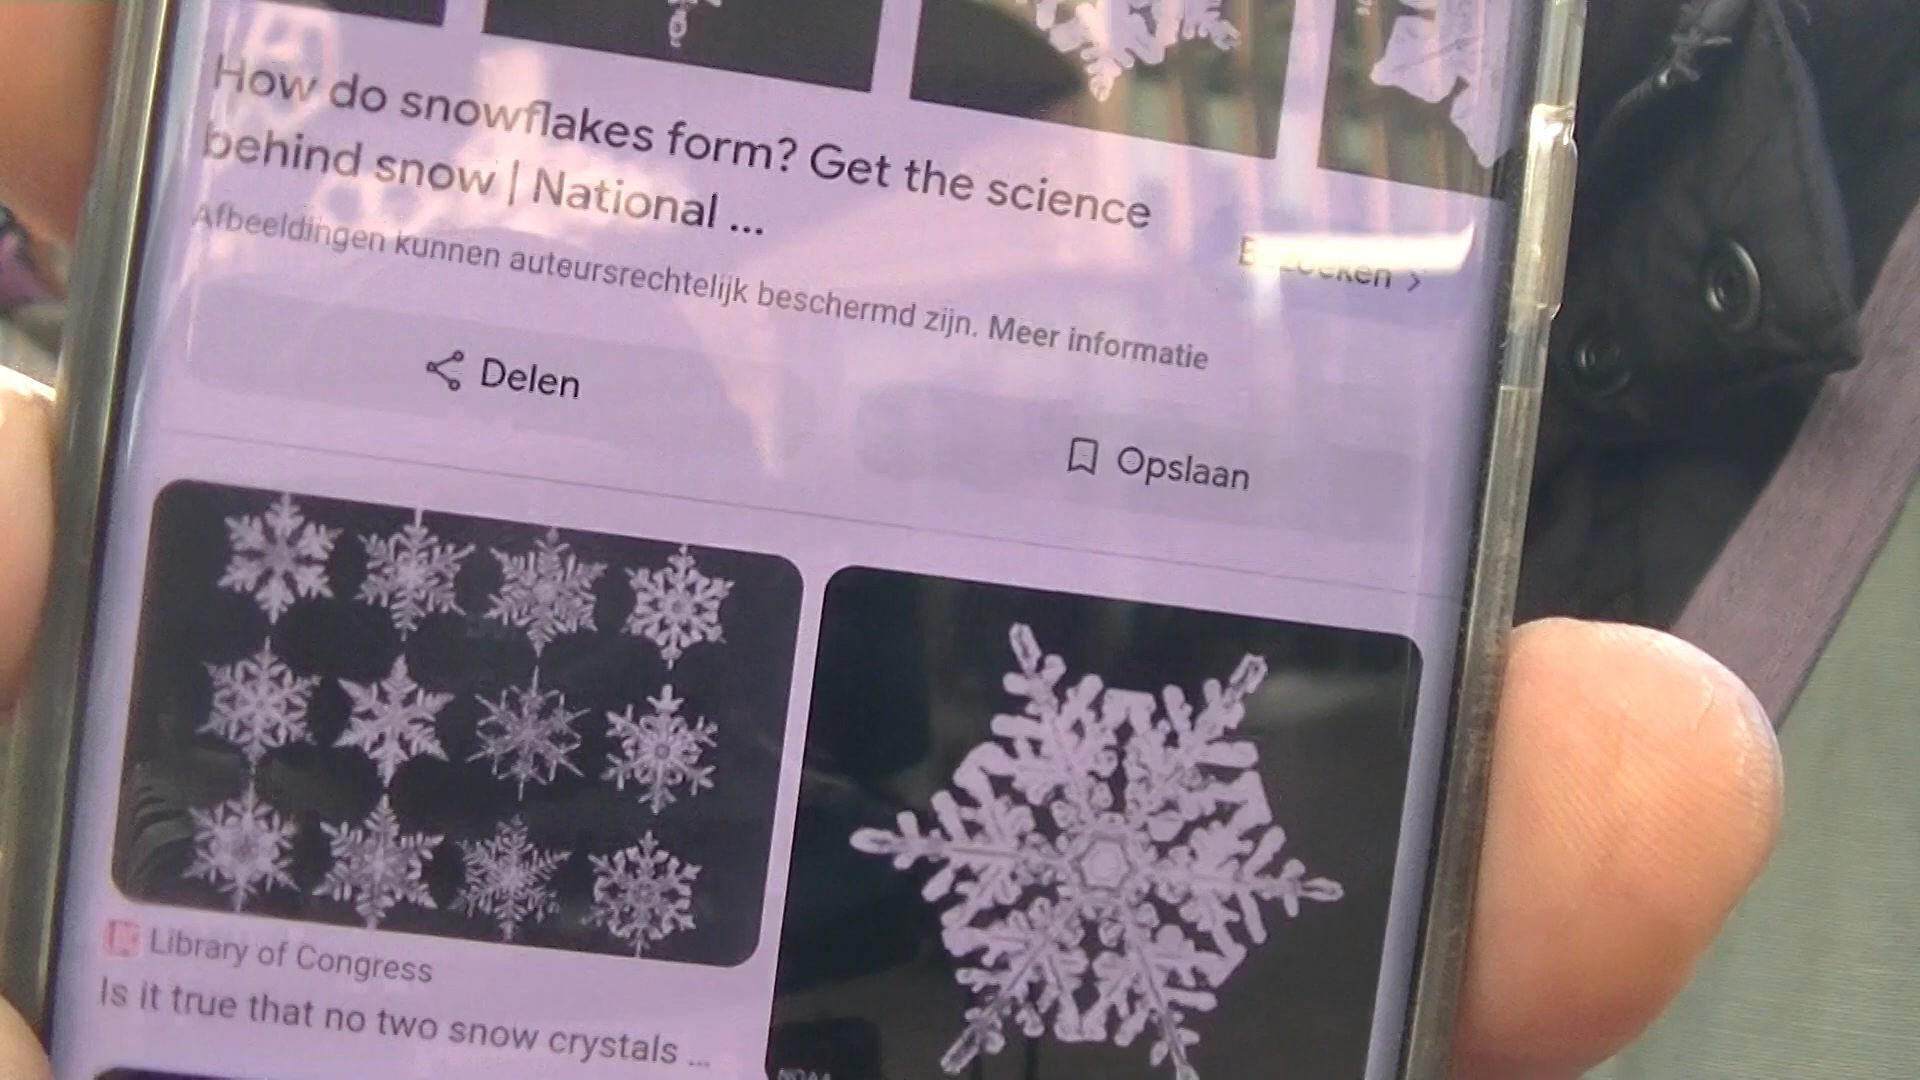 How do snowflakes form? Get the science
behind snow | National ...
Afbeeldingen kunnen auteursrechtelijk beschermd zijn. Meer informatie
Delen
Opslaan
Library of Congress
Is it true that no two snow crystals ...
NOAA